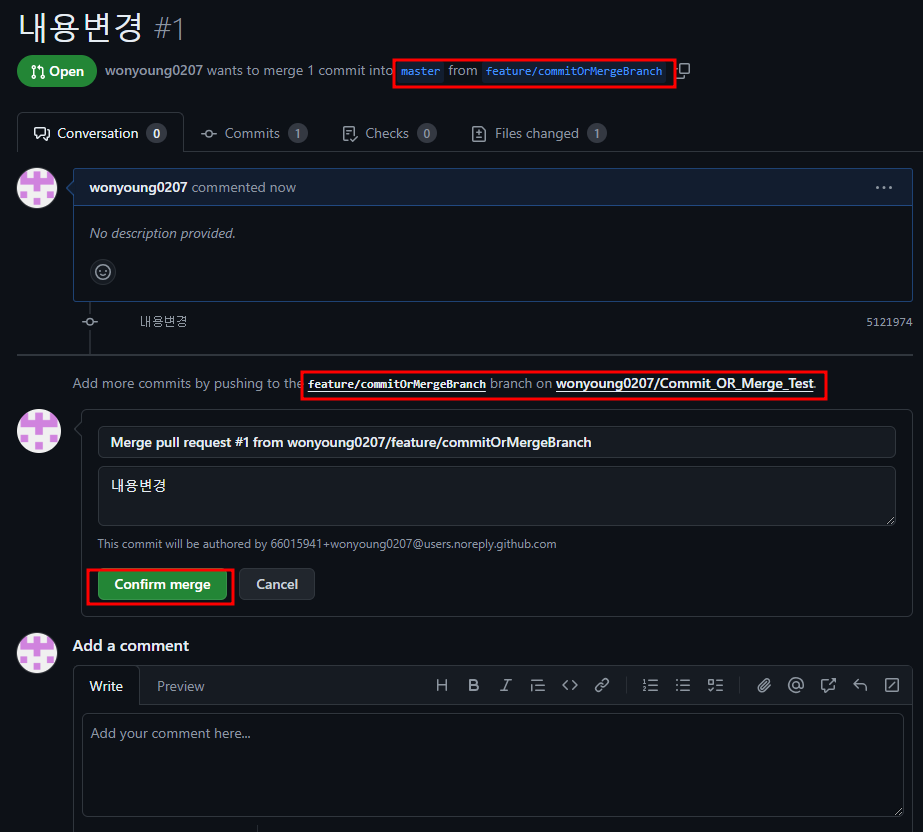 내용변경 #1
Open wonyoung0207 wants to merge 1 commit into master from feature/commitOrMergeBranch
Conversation 0 Commits 1 Checks 0 Files changed 1
wonyoung0207 commented now
No description provided.
내용변경 5121974
Add more commits by pushing to the feature/commitOrMergeBranch branch on wonyoung0207/Commit_OR_Merge_Test.
Merge pull request #1 from wonyoung0207/feature/commitOrMergeBranch
내용변경
This commit will be authored by 66015941+wonyoung0207@users.noreply.github.com
Confirm merge Cancel
Add a comment
Write Preview
Add your comment here...